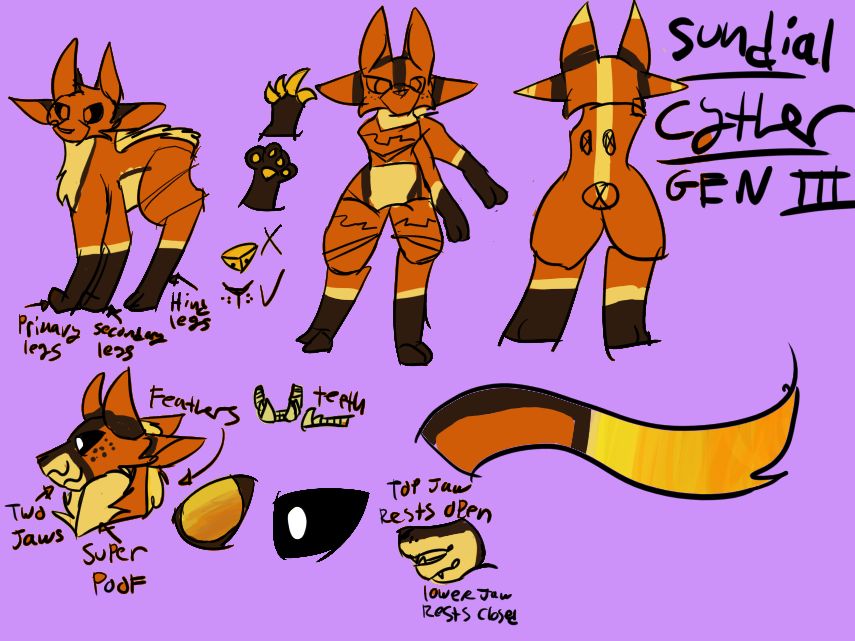 Sundial
Cyther
GEN III
Primary
legs
secondary
legs
Hind
legs
X
✓
Feathers
teeth
Two
Jaws
Super
POOF
TOP Jaw
Rests OPEN
lower Jaw
Rests Closed